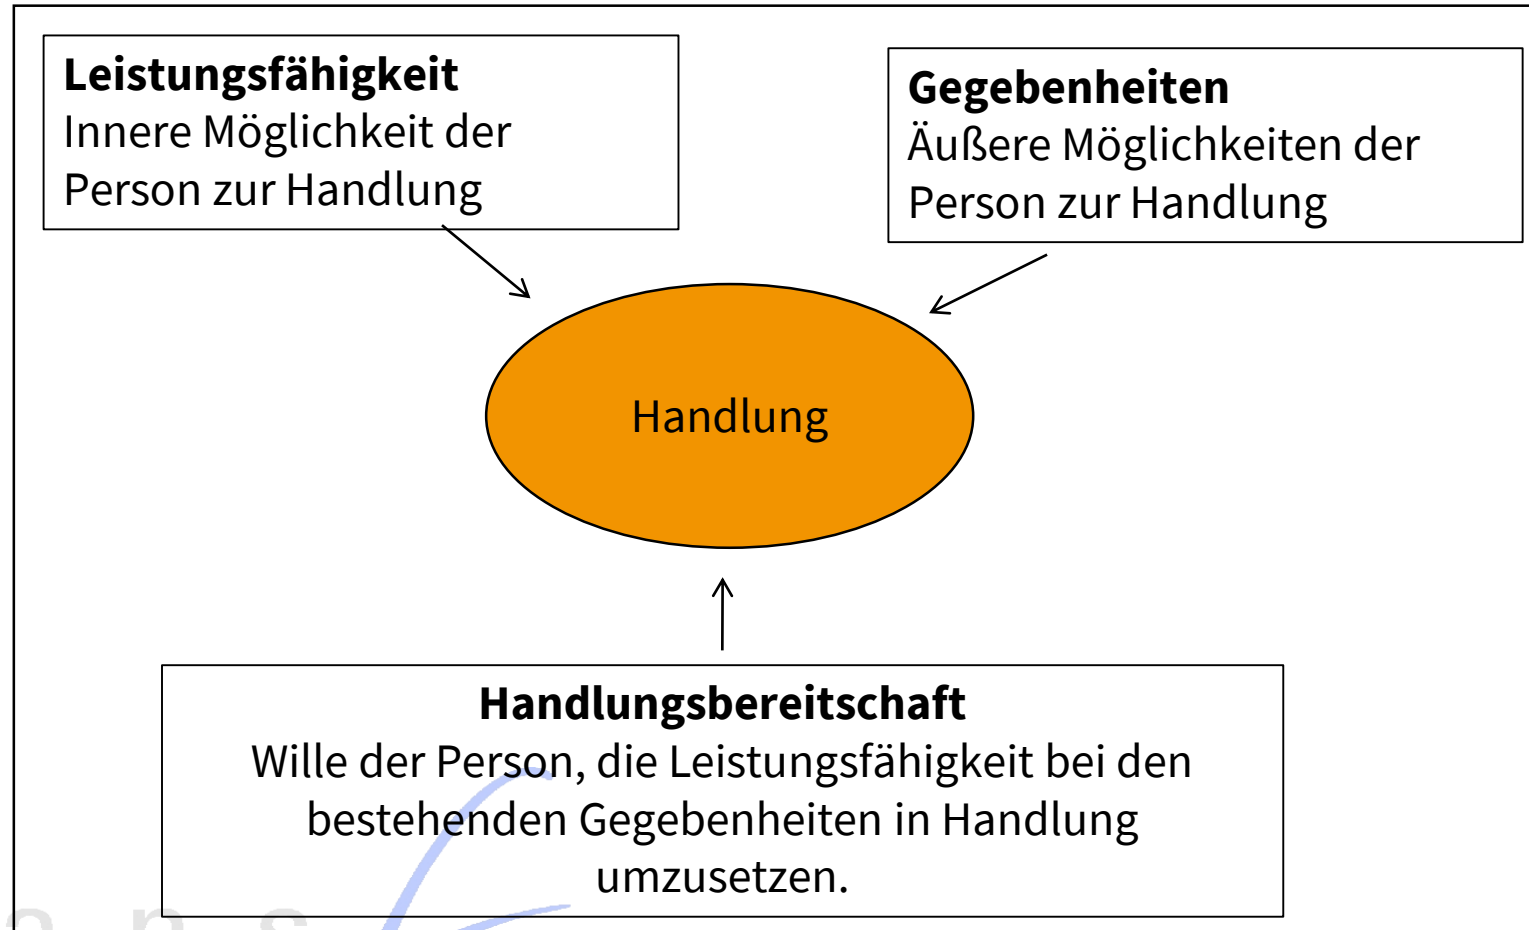 Leistungsfähigkeit
Innere Möglichkeit der
Person zur Handlung
Gegebenheiten
Äußere Möglichkeiten der
Person zur Handlung
Handlung
Handlungsbereitschaft
Wille der Person, die Leistungsfähigkeit bei den
bestehenden Gegebenheiten in Handlung
umzusetzen.